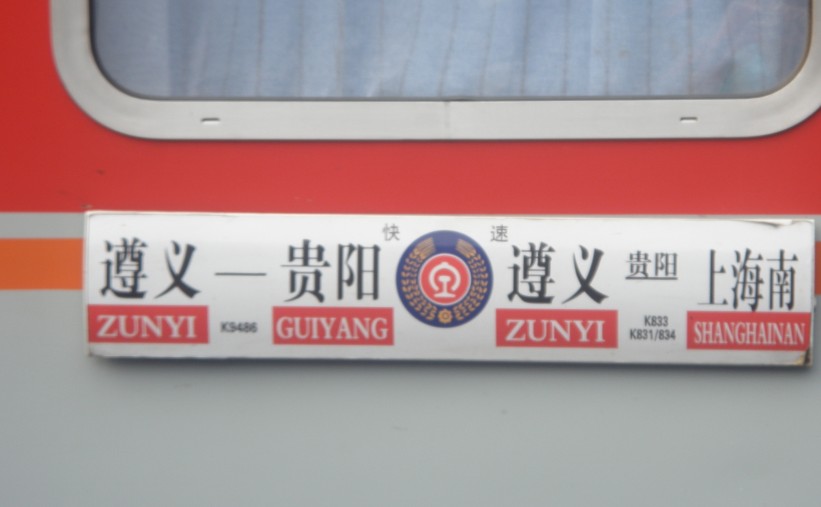 快 速
遵义 — 贵阳 遵义 贵阳 上海南
ZUNYI K9486 GUIYANG ZUNYI K833 SHANGHAINAN
K831/834